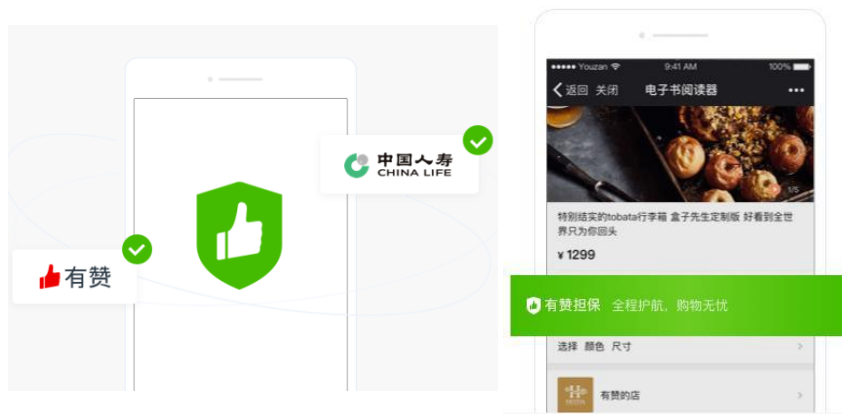 中国人寿
CHINA LIFE
有赞
Youzan
9:41 AM
100%
返回 关闭
电子书阅读器
1/5
特别结实的tobata行李箱 盒子先生定制版 好看到全世
界只为你回头
¥ 1299
有赞担保 全程护航，购物无忧
选择 颜色 尺寸
有赞的店